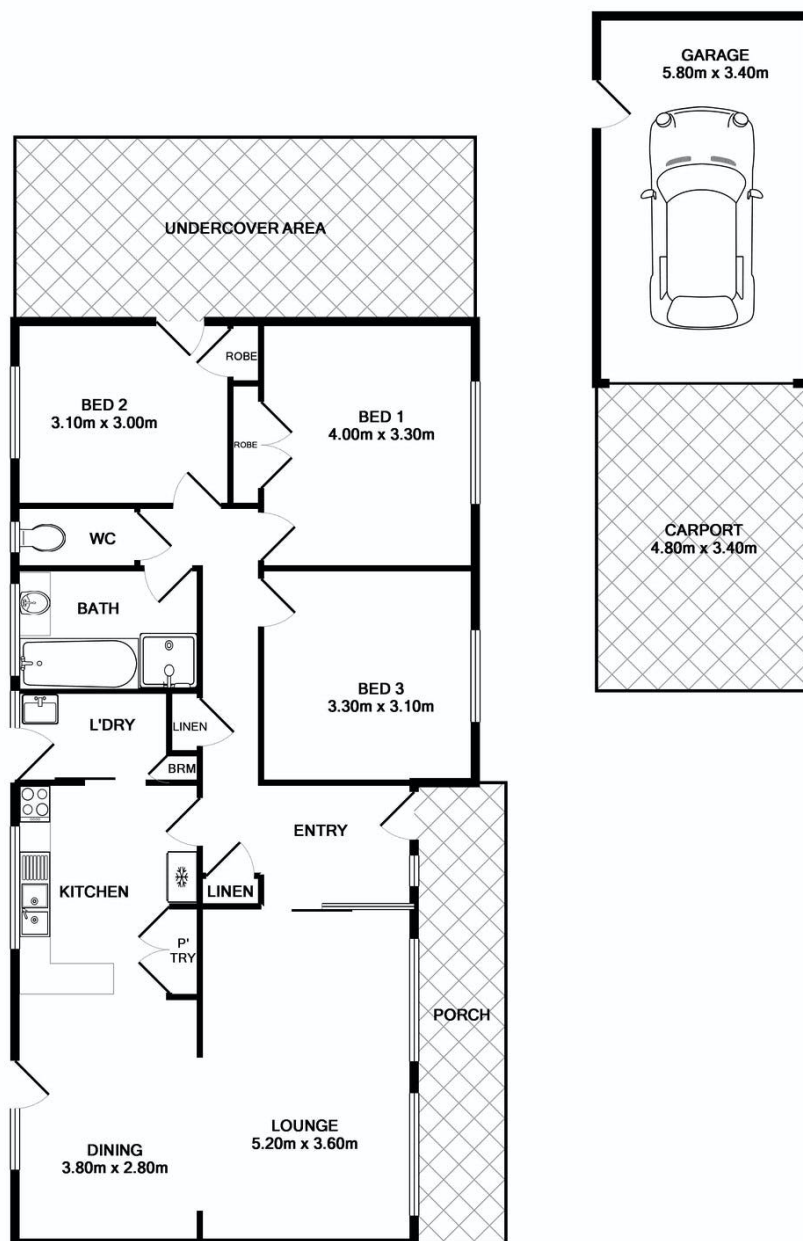 GARAGE
5.80m x 3.40m
UNDERCOVER AREA
ROBE
BED 2
3.10m x 3.00m
BED 1
4.00m x 3.30m
ROBE
WC
CARPORT
4.80m x 3.40m
BATH
BED 3
3.30m x 3.10m
L'DRY
LINEN
BRM
ENTRY
KITCHEN
LINEN
P'
TRY
PORCH
LOUNGE
5.20m x 3.60m
DINING
3.80m x 2.80m